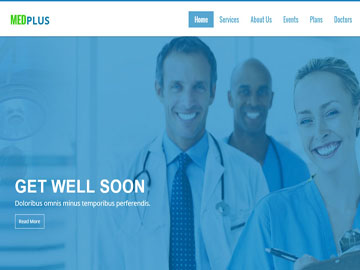 MEDPLUS
Home Services About Us Events Plans Doctors
GET WELL SOON
Doloribus omnis minus temporibus perferendis.
Read More